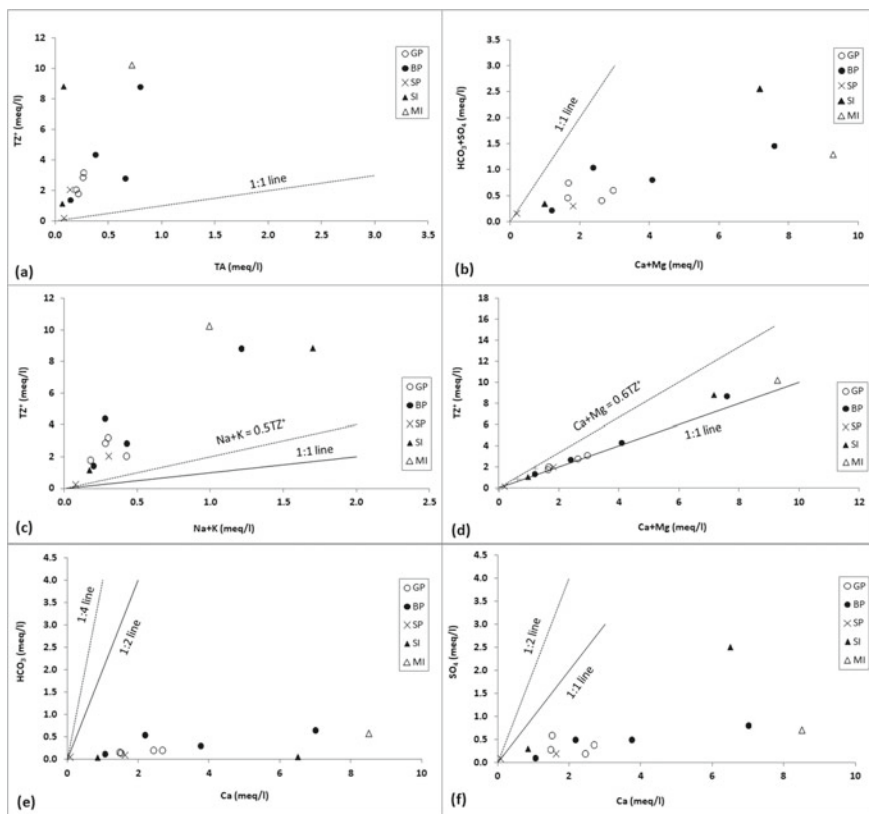 12
10
8
6
4
2
0
TZ⁺ (meq/l)
1:1 line
○ GP
● BP
× SP
▲ SI
△ MI
0.0 0.5 1.0 1.5 2.0 2.5 3.0 3.5
(a) TA (meq/l)
3.5
3.0
2.5
2.0
1.5
1.0
0.5
0.0
HCO₃+SO₄ (meq/l)
1:1 line
○ GP
● BP
× SP
▲ SI
△ MI
0 2 4 6 8 10
(b) Ca+Mg (meq/l)
12
10
8
6
4
2
0
TZ⁺ (meq/l)
Na+K = 0.5TZ⁺
1:1 line
○ GP
● BP
× SP
▲ SI
△ MI
0.0 0.5 1.0 1.5 2.0 2.5
(c) Na+K (meq/l)
18
16
14
12
10
8
6
4
2
0
TZ⁺ (meq/l)
Ca+Mg = 0.6TZ⁺
1:1 line
○ GP
● BP
× SP
▲ SI
△ MI
0 2 4 6 8 10 12
(d) Ca+Mg (meq/l)
4.5
4.0
3.5
3.0
2.5
2.0
1.5
1.0
0.5
0.0
HCO₃ (meq/l)
1:4 line
1:2 line
○ GP
● BP
× SP
▲ SI
△ MI
0 2 4 6 8 10
(e) Ca (meq/l)
4.5
4.0
3.5
3.0
2.5
2.0
1.5
1.0
0.5
0.0
SO₄ (meq/l)
1:2 line
1:1 line
○ GP
● BP
× SP
▲ SI
△ MI
0 2 4 6 8 10
(f) Ca (meq/l)